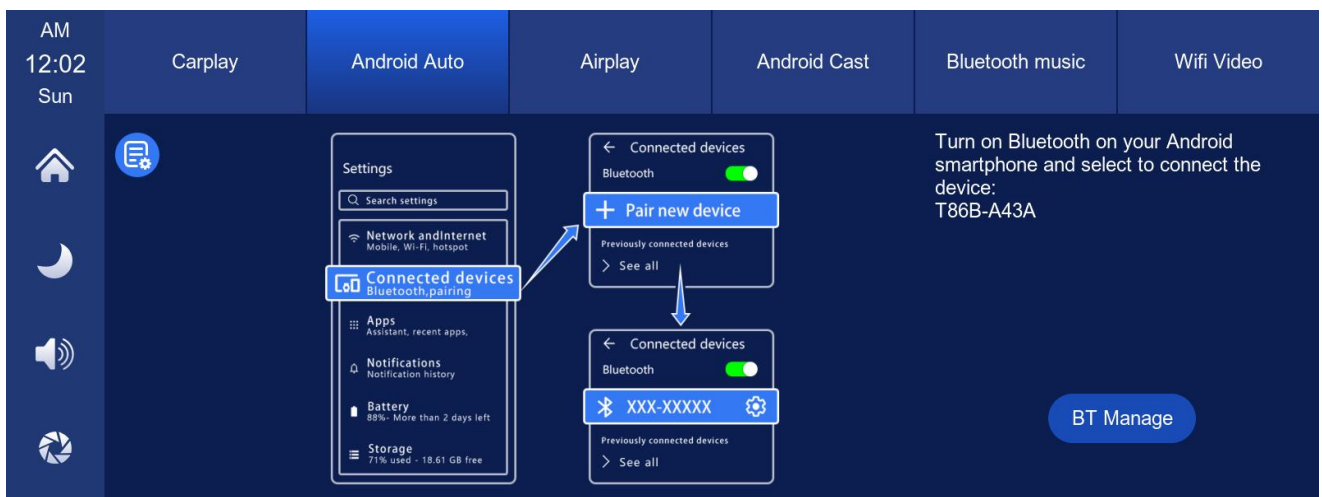 AM
12:02
Sun
Carplay
Android Auto
Airplay
Android Cast
Bluetooth music
Wifi Video
Settings
Search settings
Network andInternet
Mobile, Wi-Fi, hotspot
Connected devices
Bluetooth,pairing
Apps
Assistant, recent apps,
Notifications
Notification history
Battery
88%- More than 2 days left
Storage
71% used - 18.61 GB free
Connected devices
Bluetooth
Pair new device
Previously connected devices
See all
Connected devices
Bluetooth
XXX-XXXXX
Previously connected devices
See all
Turn on Bluetooth on your Android
smartphone and select to connect the
device:
T86B-A43A
BT Manage